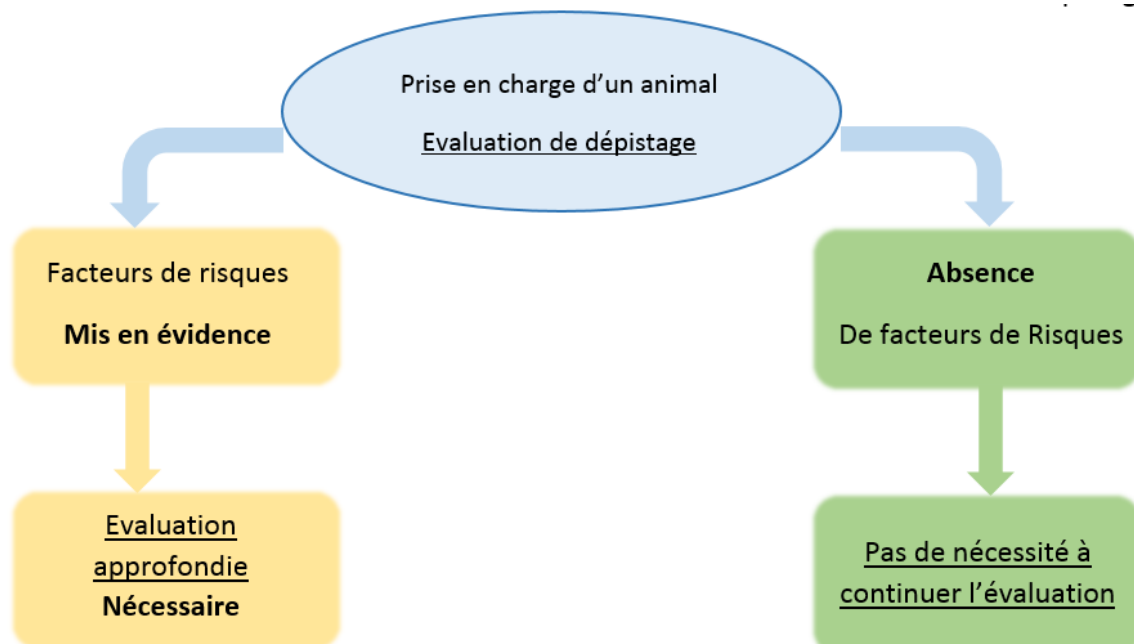 Prise en charge d’un animal
Evaluation de dépistage
Facteurs de risques
Mis en évidence
Absence
De facteurs de Risques
Evaluation
approfondie
Nécessaire
Pas de nécessité à
continuer l’évaluation